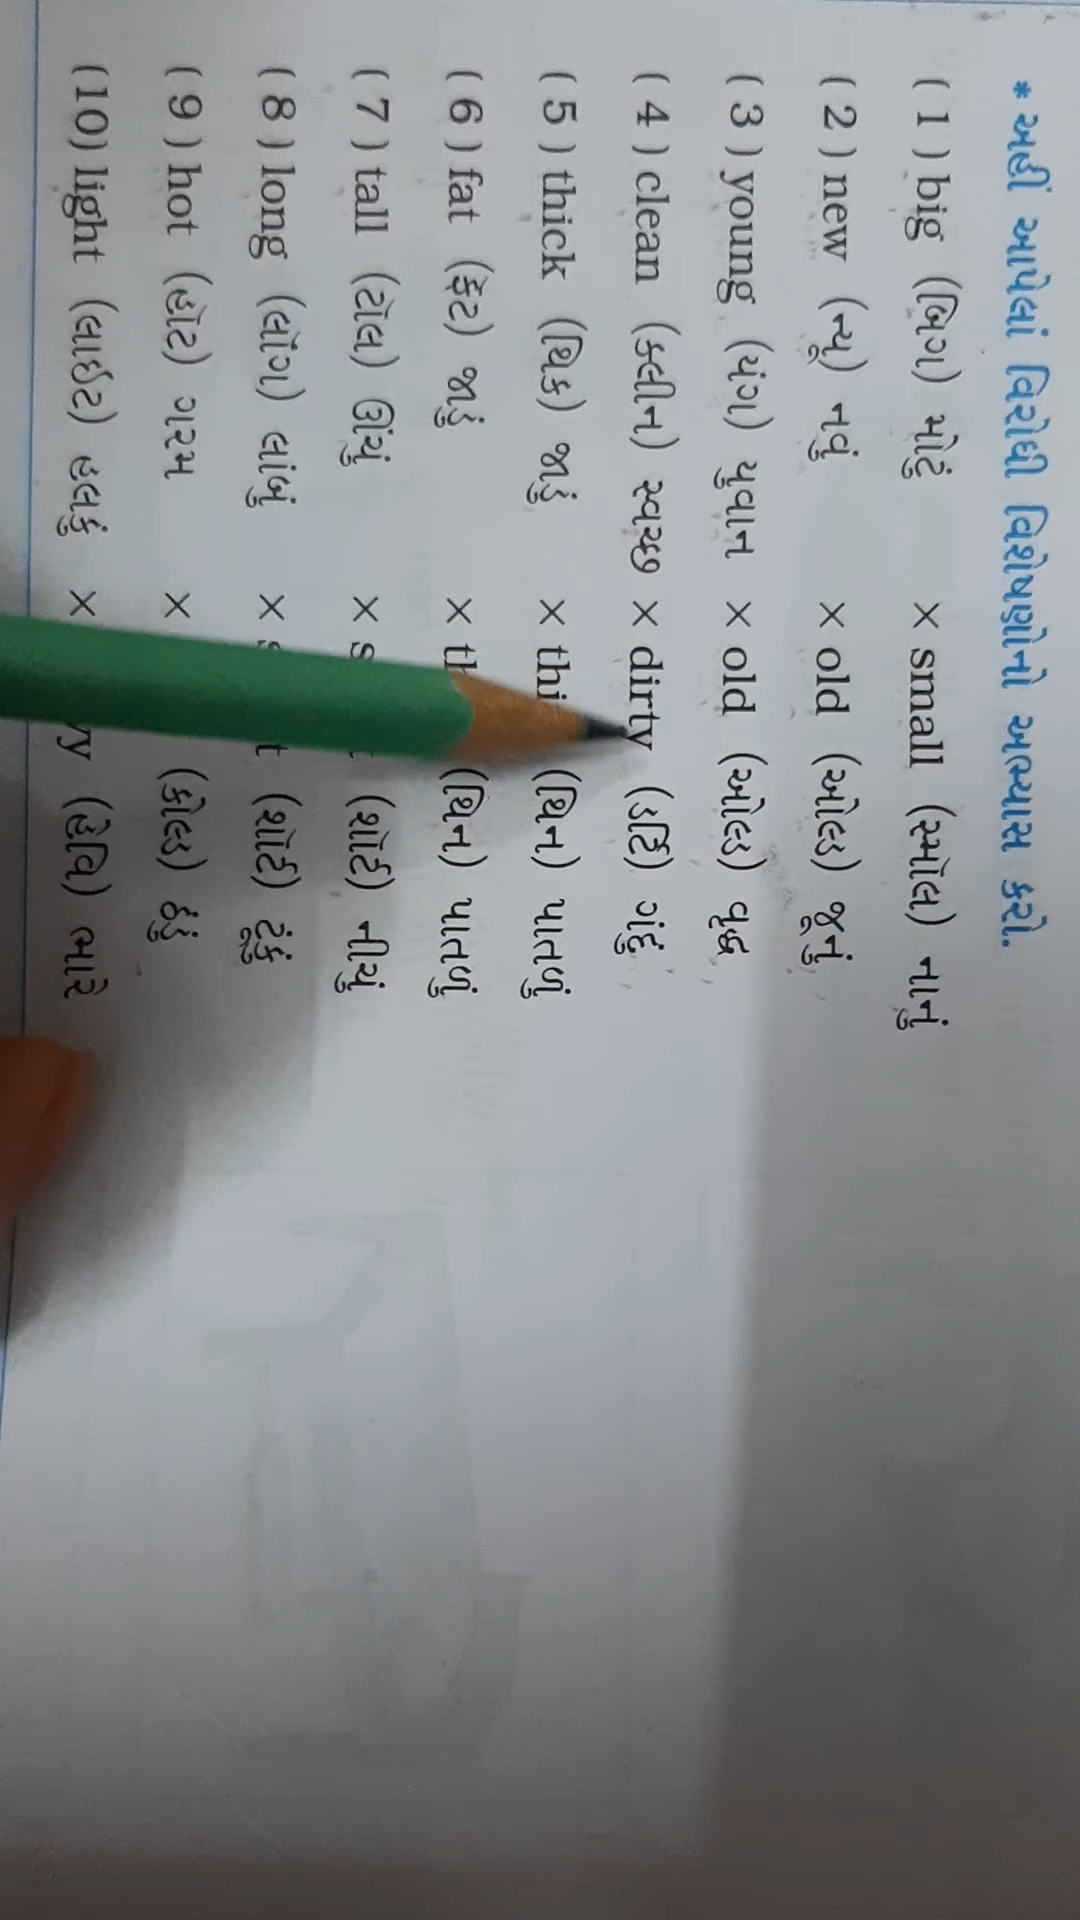 * અહીં આપેલાં વિરોધી વિશેષણોનો અભ્યાસ કરો.
( 1 ) big (બિગ) મોટું × small (સ્મૉલ) નાનું
( 2 ) new (ન્યૂ) નવું × old (ઓલ્ડ) જૂનું
( 3 ) young (યંગ) યુવાન × old (ઓલ્ડ) વૃદ્ધ
( 4 ) clean (ક્લીન) સ્વચ્છ × dirty (ડર્ટિ) ગંદું
( 5 ) thick (થિક) જાડું × (થિન) પાતળું
( 6 ) fat (ફૅટ) જાડું × (થિન) પાતળું
( 7 ) tall (ટૉલ) ઊંચું × (શૉર્ટ) નીચું
( 8 ) long (લૉંગ) લાંબું × (શૉર્ટ) ટૂંકું
( 9 ) hot (હૉટ) ગરમ × (કોલ્ડ) ઠંડું
(10) light (લાઇટ) હલકું × (હેવિ) ભારે